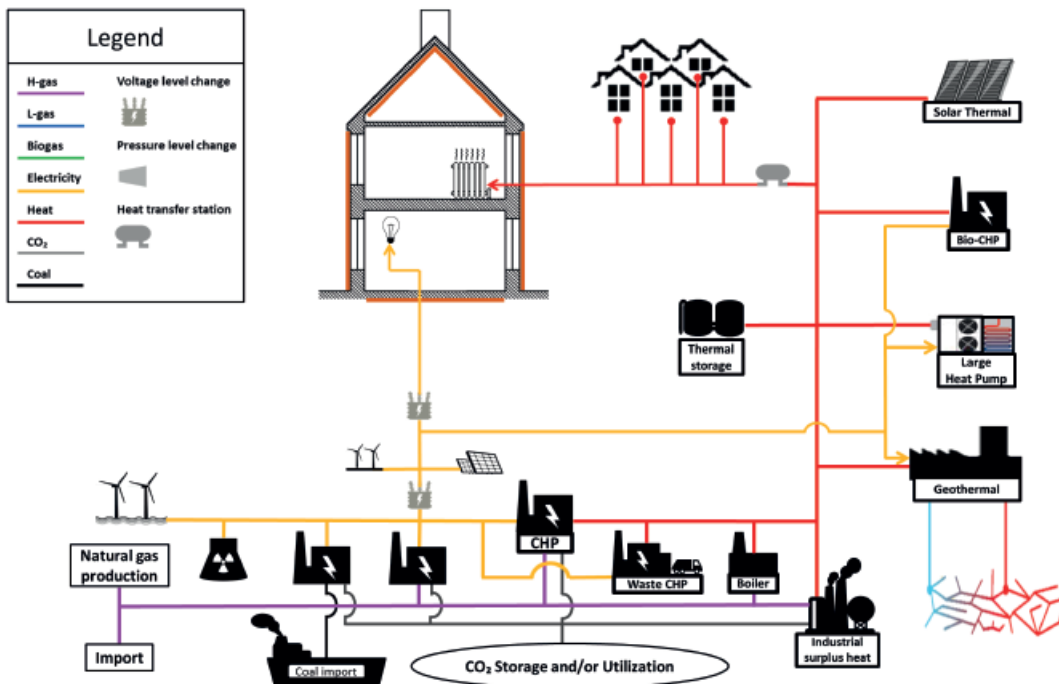 Legend
H-gas
Voltage level change
L-gas
Biogas
Pressure level change
Electricity
Heat
Heat transfer station
CO₂
Coal
Solar Thermal
Bio-CHP
Thermal
storage
Large
Heat Pump
Geothermal
CHP
Natural gas
production
Waste CHP
Boiler
Import
Coal import
CO₂ Storage and/or Utilization
Industrial
surplus heat